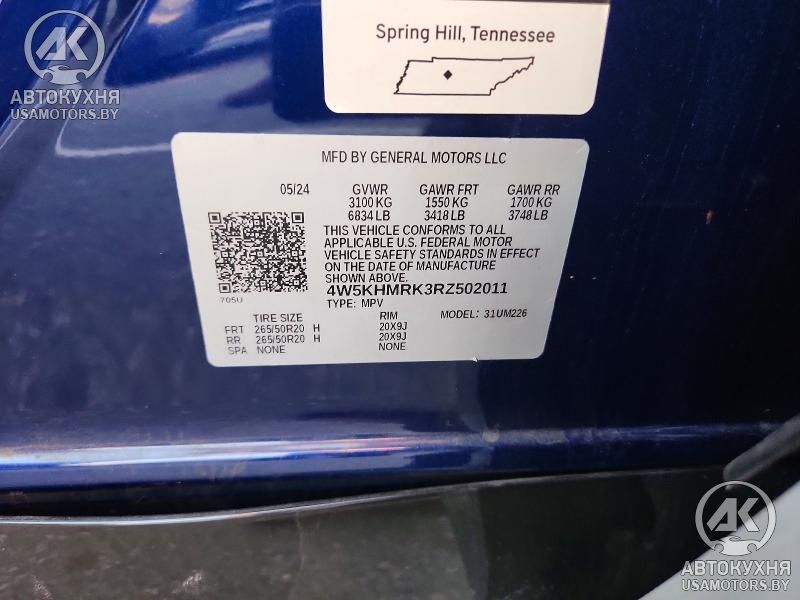 AK
АВТОКУХНЯ
USAMOTORS.BY
Spring Hill, Tennessee
MFD BY GENERAL MOTORS LLC
05/24 GVWR GAWR FRT GAWR RR
3100 KG 1550 KG 1700 KG
6834 LB 3418 LB 3748 LB
THIS VEHICLE CONFORMS TO ALL
APPLICABLE U.S. FEDERAL MOTOR
VEHICLE SAFETY STANDARDS IN EFFECT
ON THE DATE OF MANUFACTURE
SHOWN ABOVE.
705U 4W5KHMRK3RZ502011
TYPE: MPV
TIRE SIZE RIM MODEL: 31UM226
FRT 265/50R20 H 20X9J
RR 265/50R20 H 20X9J
SPA NONE NONE
AK
АВТОКУХНЯ
USAMOTORS.BY